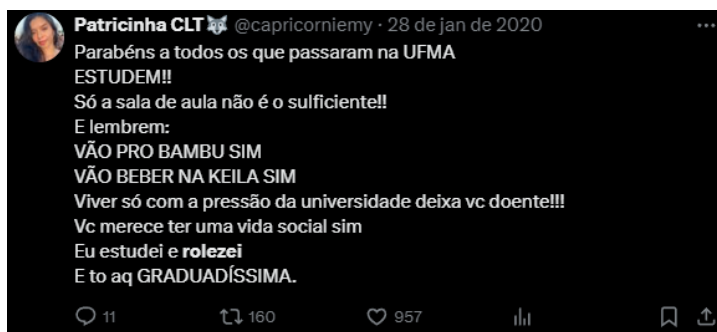 Patricinha CLT🐺 @capricorniemy · 28 de jan de 2020
Parabéns a todos os que passaram na UFMA
ESTUDEM!!
Só a sala de aula não é o sulficiente!!
E lembrem:
VÃO PRO BAMBU SIM
VÃO BEBER NA KEILA SIM
Viver só com a pressão da universidade deixa vc doente!!!
Vc merece ter uma vida social sim
Eu estudei e rolezei
E to aq GRADUADÍSSIMA.
11 160 957